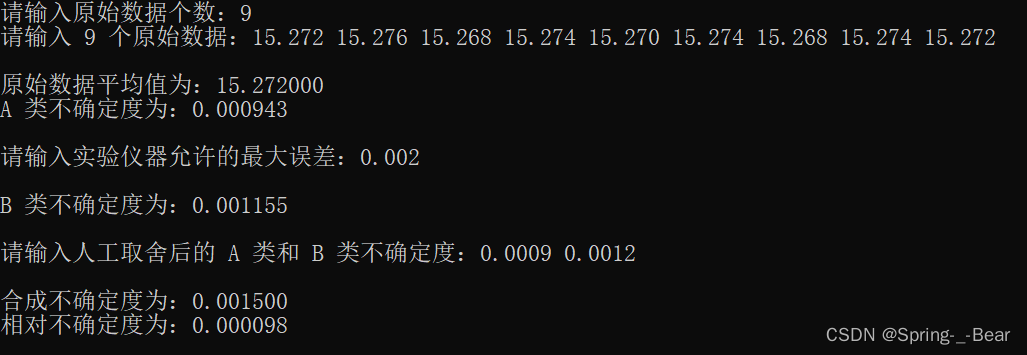 请输入原始数据个数：9
请输入 9 个原始数据：15.272 15.276 15.268 15.274 15.270 15.274 15.268 15.274 15.272
原始数据平均值为：15.272000
A 类不确定度为：0.000943
请输入实验仪器允许的最大误差：0.002
B 类不确定度为：0.001155
请输入人工取舍后的 A 类和 B 类不确定度：0.0009 0.0012
合成不确定度为：0.001500
相对不确定度为：0.000098
CSDN @Spring-_-Bear